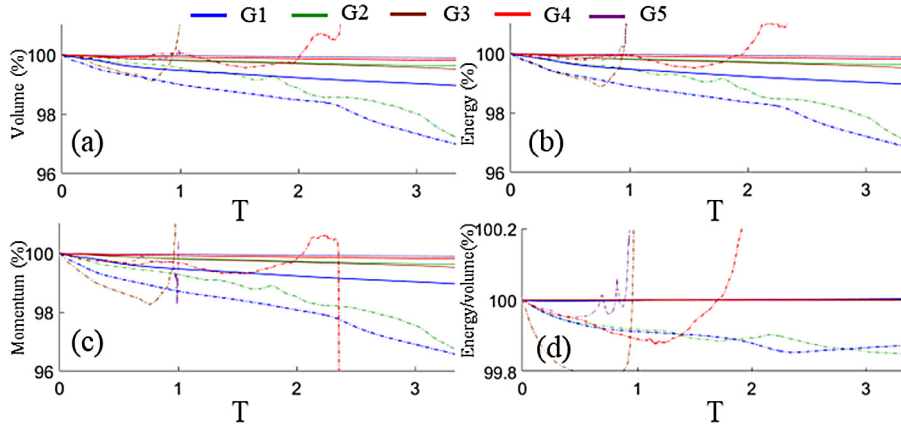 G1 G2 G3 G4 G5
Volume (%)
100
98
96
(a)
0 1 2 3
T
Energy (%)
100
98
96
(b)
0 1 2 3
T
Momentum (%)
100
98
96
(c)
0 1 2 3
T
Energy/volume(%)
100.2
100
99.8
(d)
0 1 2 3
T